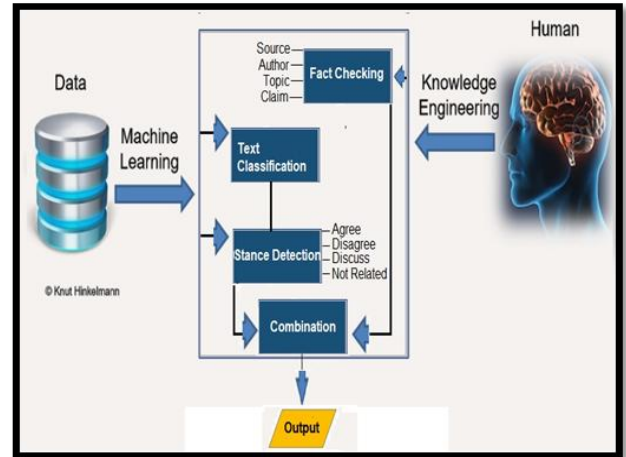 Data
Machine
Learning
© Knut Hinkelmann
Source
Author
Topic
Claim
Fact Checking
Text
Classification
Stance Detection
Agree
Disagree
Discuss
Not Related
Combination
Output
Human
Knowledge
Engineering